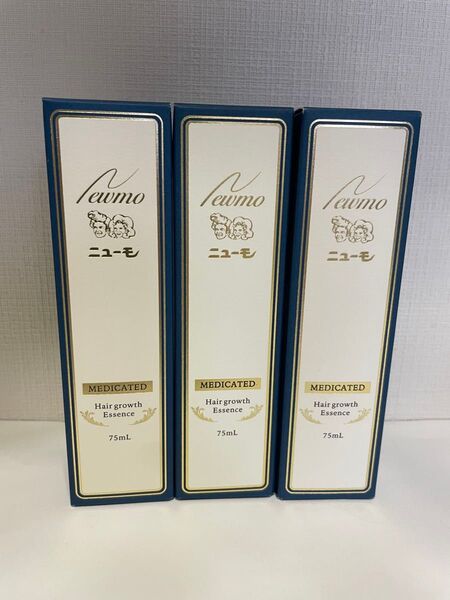 Newmo
ニューモ
MEDICATED
Hair growth
Essence
75mL
Newmo
ニューモ
MEDICATED
Hair growth
Essence
75mL
Newmo
ニューモ
MEDICATED
Hair growth
Essence
75mL